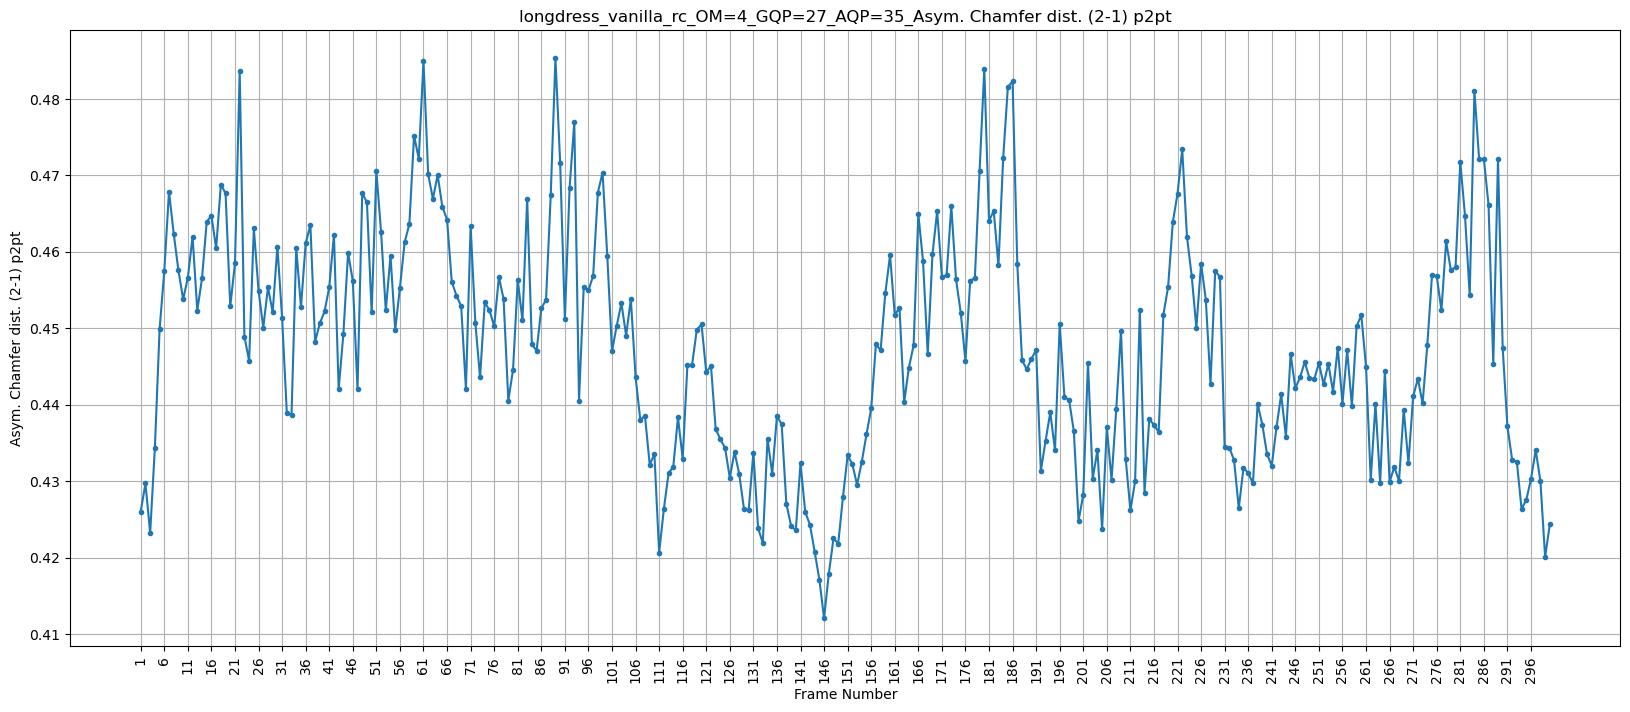 longdress_vanilla_rc_OM=4_GQP=27_AQP=35_Asym. Chamfer dist. (2-1) p2pt
Asym. Chamfer dist. (2-1) p2pt
0.48
0.47
0.46
0.45
0.44
0.43
0.42
0.41
1 6 11 16 21 26 31 36 41 46 51 56 61 66 71 76 81 86 91 96 101 106 111 116 121 126 131 136 141 146 151 156 161 166 171 176 181 186 191 196 201 206 211 216 221 226 231 236 241 246 251 256 261 266 271 276 281 286 291 296
Frame Number